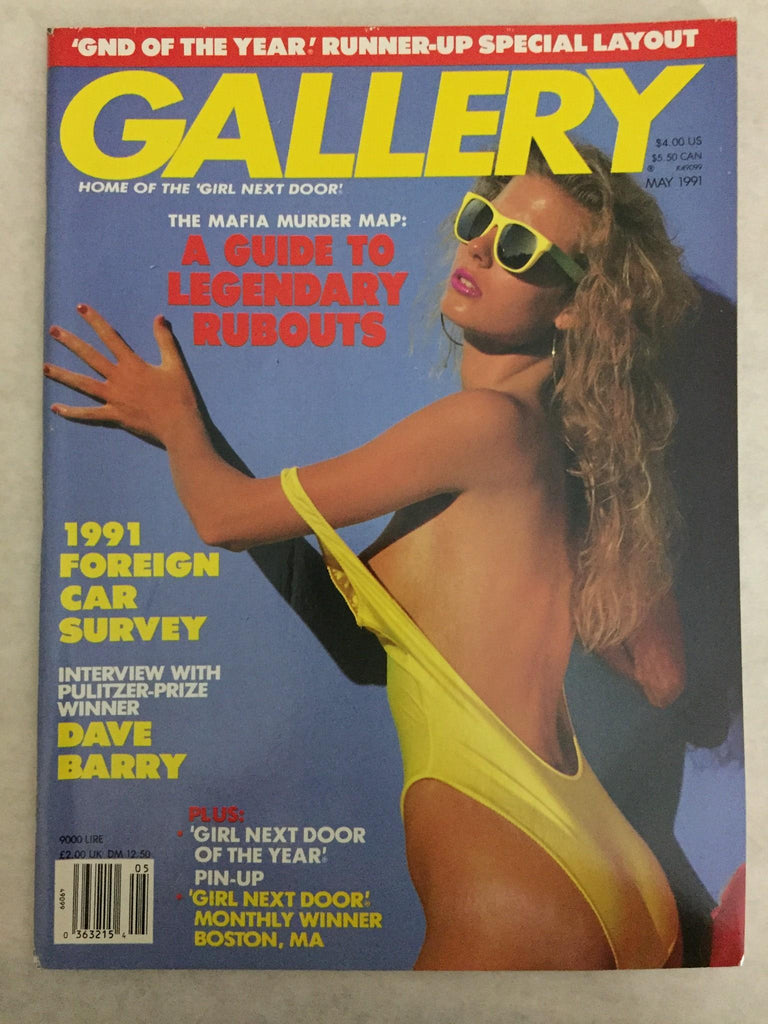 'GND OF THE YEAR'® RUNNER-UP SPECIAL LAYOUT
GALLERY
HOME OF THE 'GIRL NEXT DOOR'
$4.00 US
$5.50 CAN
® K49099
MAY 1991
THE MAFIA MURDER MAP:
A GUIDE TO
LEGENDARY
RUBOUTS
1991
FOREIGN
CAR
SURVEY
INTERVIEW WITH
PULITZER-PRIZE
WINNER
DAVE
BARRY
PLUS:
• 'GIRL NEXT DOOR
OF THE YEAR'®
PIN-UP
• 'GIRL NEXT DOOR'®
MONTHLY WINNER
BOSTON, MA
9000 LIRE
£2.00 UK DM 12.50
05
49099
0 363215 4